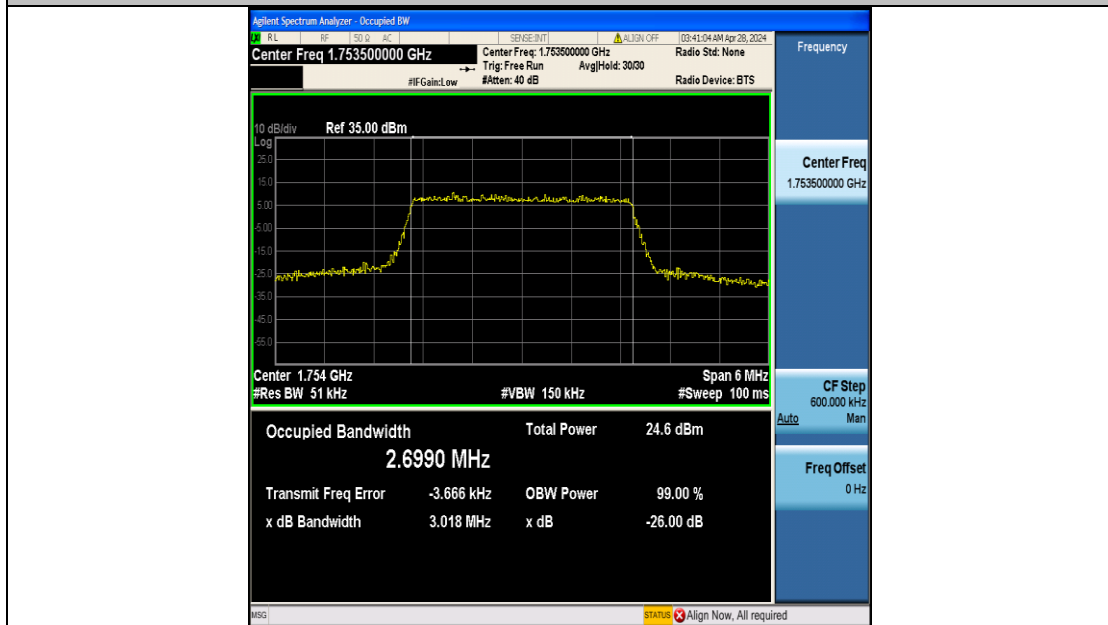 Agilent Spectrum Analyzer - Occupied BW
LXI RL RF 50 Ω AC SENSE:INT ALIGN OFF 03:41:04 AM Apr 28, 2024
Center Freq 1.753500000 GHz
Center Freq: 1.753500000 GHz Radio Std: None
Trig: Free Run Avg|Hold: 30/30
#IFGain:Low #Atten: 40 dB Radio Device: BTS
10 dB/div Ref 35.00 dBm
Log
25.0
15.0
5.00
-5.00
-15.0
-25.0
-35.0
-45.0
-55.0
Center 1.754 GHz Span 6 MHz
#Res BW 51 kHz #VBW 150 kHz #Sweep 100 ms
Occupied Bandwidth Total Power 24.6 dBm
2.6990 MHz
Transmit Freq Error -3.666 kHz OBW Power 99.00 %
x dB Bandwidth 3.018 MHz x dB -26.00 dB
Frequency
Center Freq
1.753500000 GHz
CF Step
600.000 kHz
Auto Man
Freq Offset
0 Hz
MSG STATUS Align Now, All required